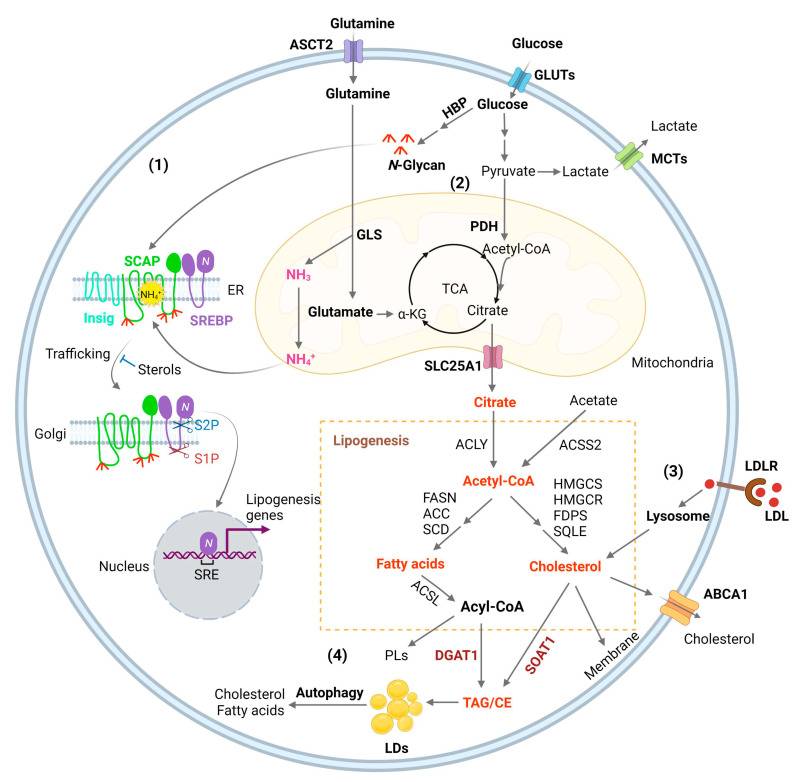 Glutamine
ASCT2
Glutamine
Glucose
GLUTs
Glucose
HBP
N-Glycan
Lactate
MCTs
Pyruvate
Lactate
(1)
(2)
PDH
Acetyl-CoA
GLS
NH₃
TCA
Glutamate
α-KG
Citrate
NH₄⁺
SCAP
N
NH₄⁺
ER
Insig
SREBP
SLC25A1
Mitochondria
Trafficking
Sterols
Citrate
Acetate
N
S2P
Golgi
S1P
Lipogenesis
ACLY
ACSS2
Acetyl-CoA
(3)
LDLR
LDL
Lysosome
FASN
ACC
SCD
HMGCS
HMGCR
FDPS
SQLE
Lipogenesis
genes
N
SRE
Nucleus
Fatty acids
Cholesterol
ACSL
Acyl-CoA
ABCA1
Cholesterol
(4)
PLs
DGAT1
SOAT1
Membrane
Cholesterol
Fatty acids
Autophagy
TAG/CE
LDs